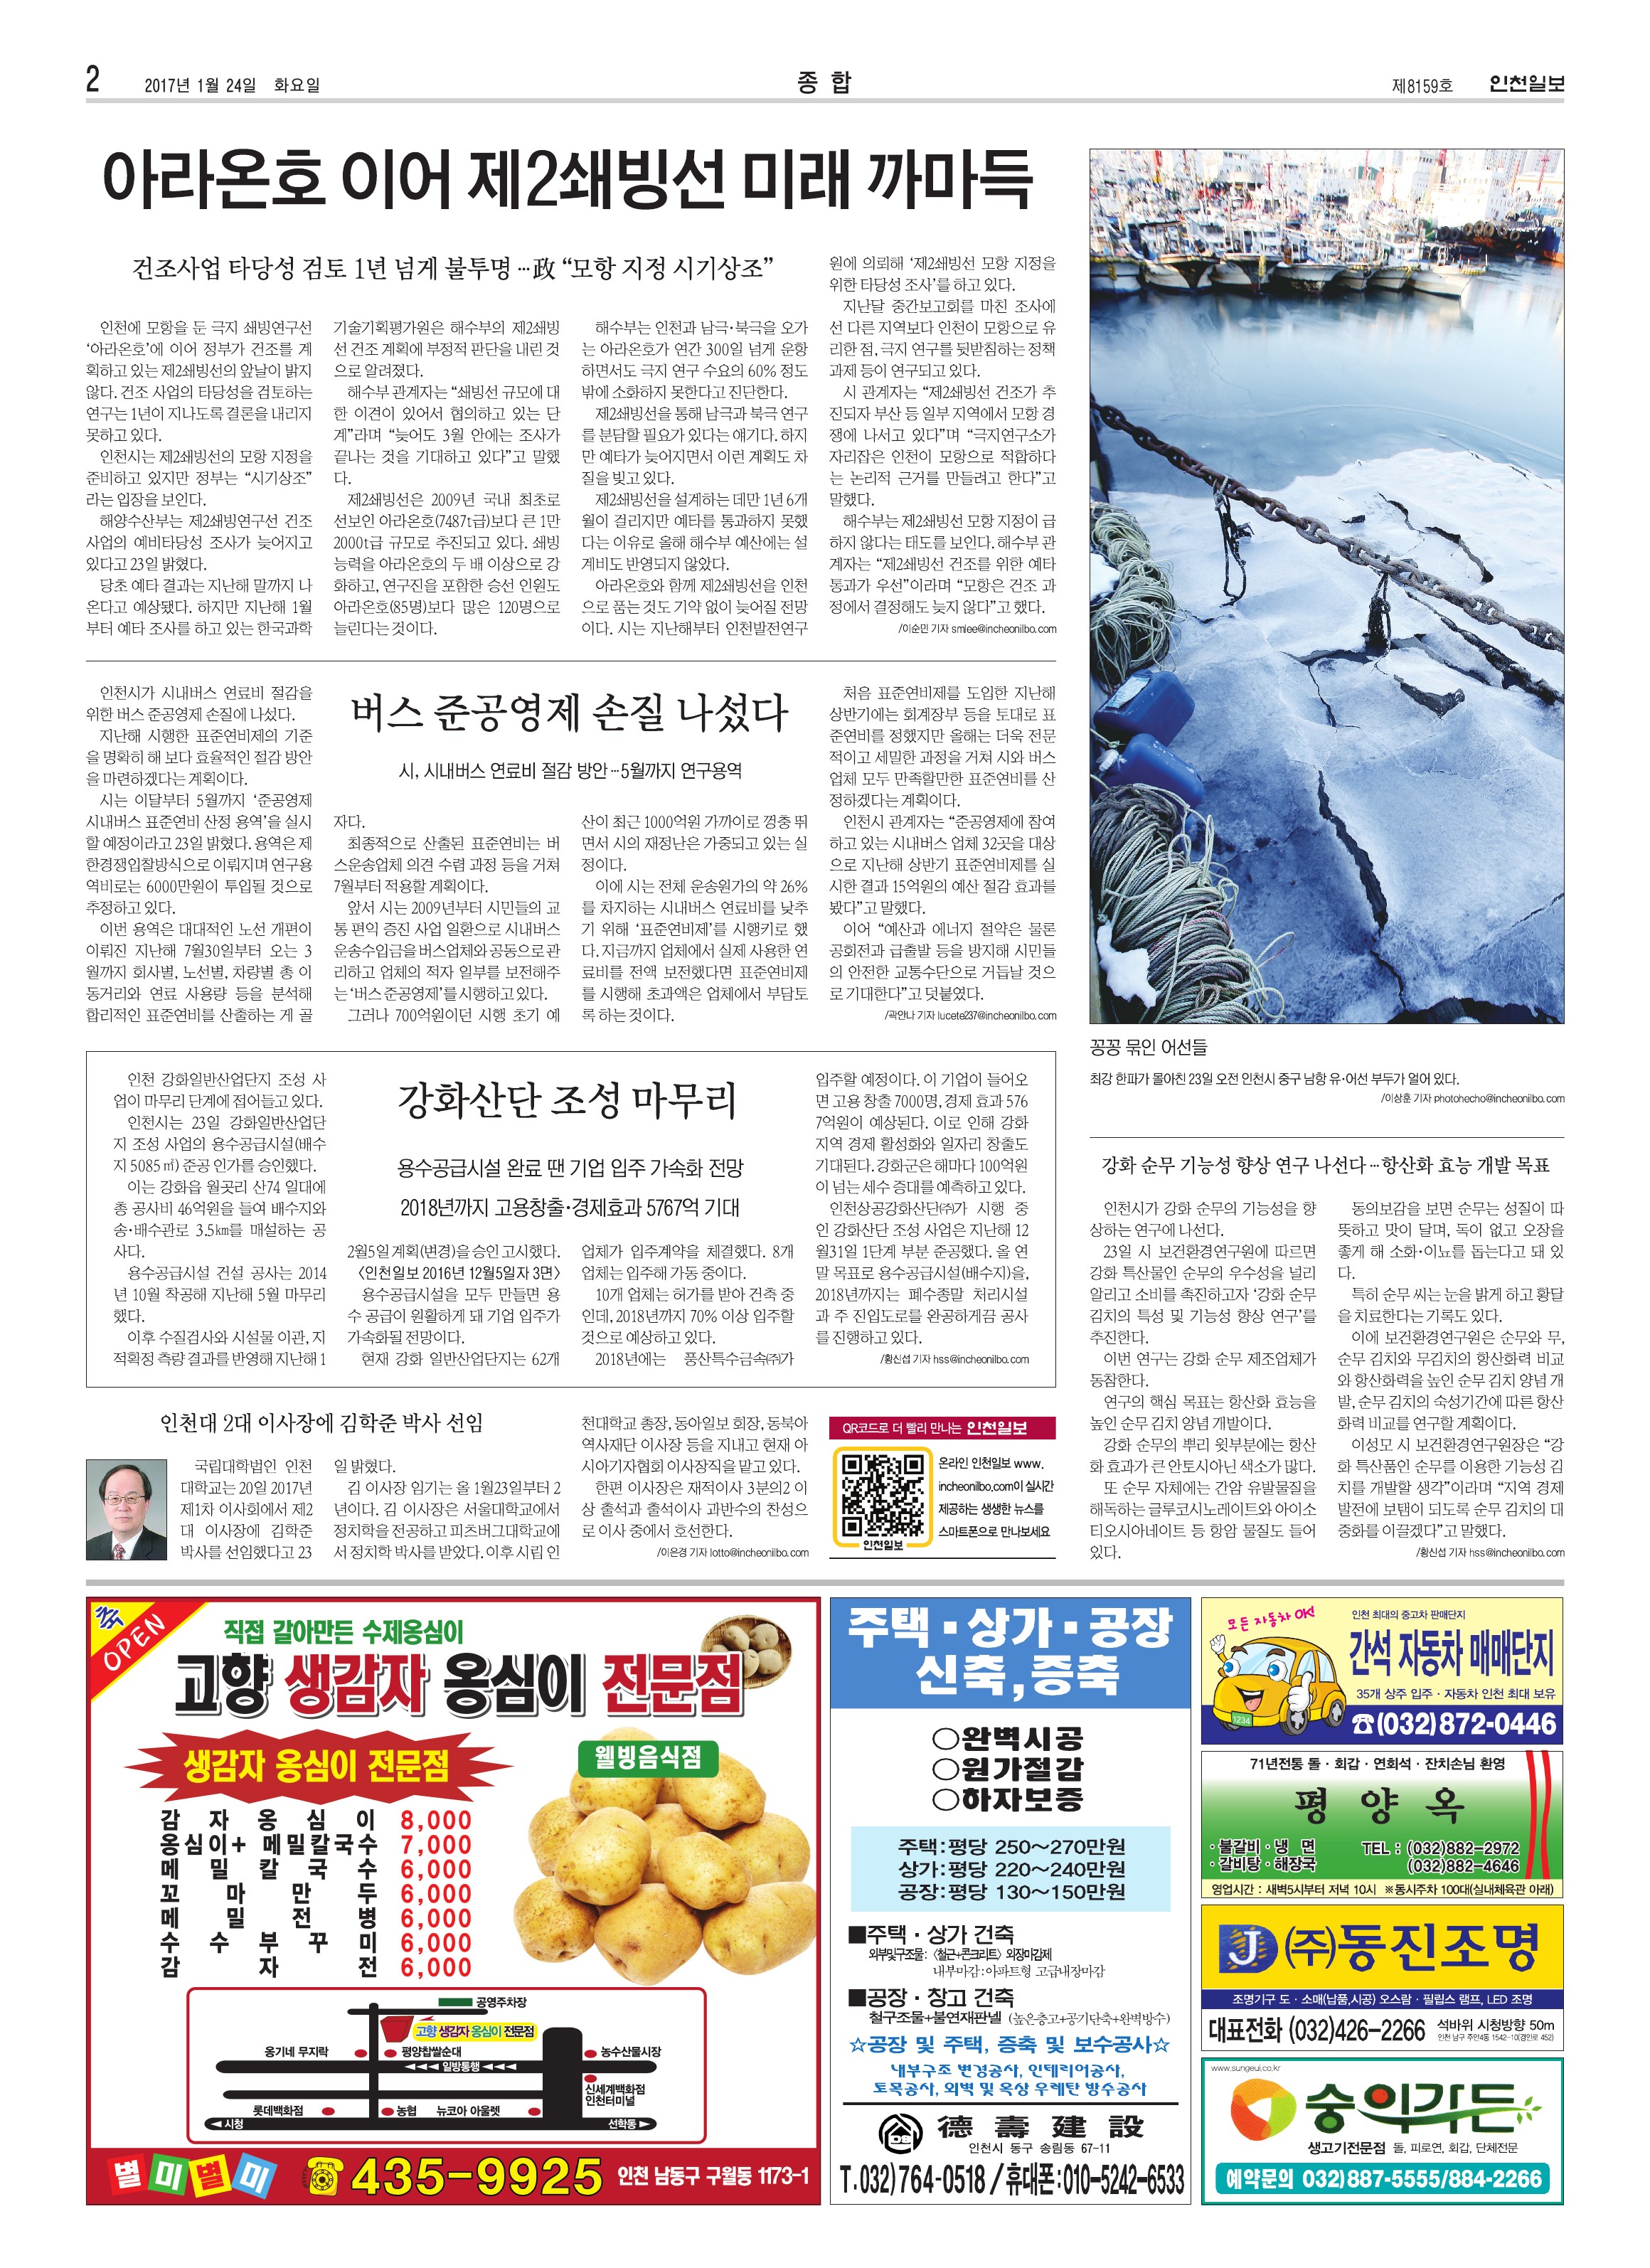 2
2017년 1월 24일 화요일
종 합
제8159호
인천일보
아라온호 이어 제2쇄빙선 미래 까마득
건조사업 타당성 검토 1년 넘게 불투명…政 “모항 지정 시기상조”
인천에 모항을 둔 극지 쇄빙연구선
‘아라온호’에 이어 정부가 건조를 계
획하고 있는 제2쇄빙선의 앞날이 밝지
않다. 건조 사업의 타당성을 검토하는
연구는 1년이 지나도록 결론을 내리지
못하고 있다.
인천시는 제2쇄빙선의 모항 지정을
준비하고 있지만 정부는 “시기상조”
라는 입장을 보인다.
해양수산부는 제2쇄빙연구선 건조
사업의 예비타당성 조사가 늦어지고
있다고 23일 밝혔다.
당초 예타 결과는 지난해 말까지 나
온다고 예상됐다. 하지만 지난해 1월
부터 예타 조사를 하고 있는 한국과학
기술기획평가원은 해수부의 제2쇄빙
선 건조 계획에 부정적 판단을 내린 것
으로 알려졌다.
해수부 관계자는 “쇄빙선 규모에 대
한 이견이 있어서 협의하고 있는 단
계”라며 “늦어도 3월 안에는 조사가
끝나는 것을 기대하고 있다”고 말했
다.
제2쇄빙선은 2009년 국내 최초로
선보인 아라온호(7487t급)보다 큰 1만
2000t급 규모로 추진되고 있다. 쇄빙
능력을 아라온호의 두 배 이상으로 강
화하고, 연구진을 포함한 승선 인원도
아라온호(85명)보다 많은 120명으로
늘린다는 것이다.
해수부는 인천과 남극·북극을 오가
는 아라온호가 연간 300일 넘게 운항
하면서도 극지 연구 수요의 60% 정도
밖에 소화하지 못한다고 진단한다.
제2쇄빙선을 통해 남극과 북극 연구
를 분담할 필요가 있다는 얘기다. 하지
만 예타가 늦어지면서 이런 계획도 차
질을 빚고 있다.
제2쇄빙선을 설계하는 데만 1년 6개
월이 걸리지만 예타를 통과하지 못했
다는 이유로 올해 해수부 예산에는 설
계비도 반영되지 않았다.
아라온호와 함께 제2쇄빙선을 인천
으로 품는 것도 기약 없이 늦어질 전망
이다. 시는 지난해부터 인천발전연구
원에 의뢰해 ‘제2쇄빙선 모항 지정을
위한 타당성 조사’를 하고 있다.
지난달 중간보고회를 마친 조사에
선 다른 지역보다 인천이 모항으로 유
리한 점, 극지 연구를 뒷받침하는 정책
과제 등이 연구되고 있다.
시 관계자는 “제2쇄빙선 건조가 추
진되자 부산 등 일부 지역에서 모항 경
쟁에 나서고 있다”며 “극지연구소가
자리잡은 인천이 모항으로 적합하다
는 논리적 근거를 만들려고 한다”고
말했다.
해수부는 제2쇄빙선 모항 지정이 급
하지 않다는 태도를 보인다. 해수부 관
계자는 “제2쇄빙선 건조를 위한 예타
통과가 우선”이라며 “모항은 건조 과
정에서 결정해도 늦지 않다”고 했다.
/이순민 기자 smlee@incheonilbo.com
버스 준공영제 손질 나섰다
시, 시내버스 연료비 절감 방안…5월까지 연구용역
인천시가 시내버스 연료비 절감을
위한 버스 준공영제 손질에 나섰다.
지난해 시행한 표준연비제의 기준
을 명확히 해 보다 효율적인 절감 방안
을 마련하겠다는 계획이다.
시는 이달부터 5월까지 ‘준공영제
시내버스 표준연비 산정 용역’을 실시
할 예정이라고 23일 밝혔다. 용역은 제
한경쟁입찰방식으로 이뤄지며 연구용
역비로는 6000만원이 투입될 것으로
추정하고 있다.
이번 용역은 대대적인 노선 개편이
이뤄진 지난해 7월30일부터 오는 3
월까지 회사별, 노선별, 차량별 총 이
동거리와 연료 사용량 등을 분석해
합리적인 표준연비를 산출하는 게 골
자다.
최종적으로 산출된 표준연비는 버
스운송업체 의견 수렴 과정 등을 거쳐
7월부터 적용할 계획이다.
앞서 시는 2009년부터 시민들의 교
통 편익 증진 사업 일환으로 시내버스
운송수입금을 버스업체와 공동으로 관
리하고 업체의 적자 일부를 보전해주
는 ‘버스 준공영제’를 시행하고 있다.
그러나 700억원이던 시행 초기 예
산이 최근 1000억원 가까이로 껑충 뛰
면서 시의 재정난은 가중되고 있는 실
정이다.
이에 시는 전체 운송원가의 약 26%
를 차지하는 시내버스 연료비를 낮추
기 위해 ‘표준연비제’를 시행키로 했
다. 지금까지 업체에서 실제 사용한 연
료비를 전액 보전했다면 표준연비제
를 시행해 초과액은 업체에서 부담토
록 하는 것이다.
처음 표준연비제를 도입한 지난해
상반기에는 회계장부 등을 토대로 표
준연비를 정했지만 올해는 더욱 전문
적이고 세밀한 과정을 거쳐 시와 버스
업체 모두 만족할만한 표준연비를 산
정하겠다는 계획이다.
인천시 관계자는 “준공영제에 참여
하고 있는 시내버스 업체 32곳을 대상
으로 지난해 상반기 표준연비제를 실
시한 결과 15억원의 예산 절감 효과를
봤다”고 말했다.
이어 “예산과 에너지 절약은 물론
공회전과 급출발 등을 방지해 시민들
의 안전한 교통수단으로 거듭날 것으
로 기대한다”고 덧붙였다.
/곽안나 기자 lucete237@incheonilbo.com
꽁꽁 묶인 어선들
최강 한파가 몰아친 23일 오전 인천시 중구 남항 유·어선 부두가 얼어 있다.
/이상훈 기자 photohecho@incheonilbo.com
강화산단 조성 마무리
용수공급시설 완료 땐 기업 입주 가속화 전망
2018년까지 고용창출·경제효과 5767억 기대
인천 강화일반산업단지 조성 사
업이 마무리 단계에 접어들고 있다.
인천시는 23일 강화일반산업단
지 조성 사업의 용수공급시설(배수
지 5085㎡) 준공 인가를 승인했다.
이는 강화읍 월곳리 산74 일대에
총 공사비 46억원을 들여 배수지와
송·배수관로 3.5㎞를 매설하는 공
사다.
용수공급시설 건설 공사는 2014
년 10월 착공해 지난해 5월 마무리
했다.
이후 수질검사와 시설물 이관, 지
적확정 측량 결과를 반영해 지난해 1
2월5일 계획(변경)을 승인 고시했다.
〈인천일보 2016년 12월5일자 3면〉
용수공급시설을 모두 만들면 용
수 공급이 원활하게 돼 기업 입주가
가속화될 전망이다.
현재 강화 일반산업단지는 62개
업체가 입주계약을 체결했다. 8개
업체는 입주해 가동 중이다.
10개 업체는 허가를 받아 건축 중
인데, 2018년까지 70% 이상 입주할
것으로 예상하고 있다.
2018년에는 풍산특수금속㈜가
입주할 예정이다. 이 기업이 들어오
면 고용 창출 7000명, 경제 효과 576
7억원이 예상된다. 이로 인해 강화
지역 경제 활성화와 일자리 창출도
기대된다. 강화군은 해마다 100억원
이 넘는 세수 증대를 예측하고 있다.
인천상공강화산단㈜가 시행 중
인 강화산단 조성 사업은 지난해 12
월31일 1단계 부분 준공했다. 올 연
말 목표로 용수공급시설(배수지)을,
2018년까지는 폐수종말 처리시설
과 주 진입도로를 완공하게끔 공사
를 진행하고 있다.
/황신섭 기자 hss@incheonilbo.com
강화 순무 기능성 향상 연구 나선다…항산화 효능 개발 목표
인천시가 강화 순무의 기능성을 향
상하는 연구에 나선다.
23일 시 보건환경연구원에 따르면
강화 특산물인 순무의 우수성을 널리
알리고 소비를 촉진하고자 ‘강화 순무
김치의 특성 및 기능성 향상 연구’를
추진한다.
이번 연구는 강화 순무 제조업체가
동참한다.
연구의 핵심 목표는 항산화 효능을
높인 순무 김치 양념 개발이다.
강화 순무의 뿌리 윗부분에는 항산
화 효과가 큰 안토시아닌 색소가 많다.
또 순무 자체에는 간암 유발물질을
해독하는 글루코시노레이트와 아이소
티오시아네이트 등 항암 물질도 들어
있다.
동의보감을 보면 순무는 성질이 따
뜻하고 맛이 달며, 독이 없고 오장을
좋게 해 소화·이뇨를 돕는다고 돼 있
다.
특히 순무 씨는 눈을 밝게 하고 황달
을 치료한다는 기록도 있다.
이에 보건환경연구원은 순무와 무,
순무 김치와 무김치의 항산화력 비교
와 항산화력을 높인 순무 김치 양념 개
발, 순무 김치의 숙성기간에 따른 항산
화력 비교를 연구할 계획이다.
이성모 시 보건환경연구원장은 “강
화 특산품인 순무를 이용한 기능성 김
치를 개발할 생각”이라며 “지역 경제
발전에 보탬이 되도록 순무 김치의 대
중화를 이끌겠다”고 말했다.
/황신섭 기자 hss@incheonilbo.com
인천대 2대 이사장에 김학준 박사 선임
국립대학법인 인천
대학교는 20일 2017년
제1차 이사회에서 제2
대 이사장에 김학준
박사를 선임했다고 23
일 밝혔다.
김 이사장 임기는 올 1월23일부터 2
년이다. 김 이사장은 서울대학교에서
정치학을 전공하고 피츠버그대학교에
서 정치학 박사를 받았다. 이후 시립 인
천대학교 총장, 동아일보 회장, 동북아
역사재단 이사장 등을 지내고 현재 아
시아기자협회 이사장직을 맡고 있다.
한편 이사장은 재적이사 3분의2 이
상 출석과 출석이사 과반수의 찬성으
로 이사 중에서 호선한다.
/이은경 기자 lotto@incheonilbo.com
QR코드로 더 빨리 만나는 인천일보
온라인 인천일보 www.
incheonilbo.com이 실시간
제공하는 생생한 뉴스를
스마트폰으로 만나보세요
인천일보
축 OPEN
직접 갈아만든 수제옹심이
고향 생감자 옹심이 전문점
생감자 옹심이 전문점
웰빙음식점
감자옹심이 8,000
옹심이+메밀칼국수 7,000
메밀칼국수 6,000
꼬마만두 6,000
메밀전병 6,000
수수부꾸미 6,000
감자전 6,000
공영주차장
고향 생감자 옹심이 전문점
옹기네 무지락
평양찹쌀순대
농수산물시장
◀◀◀ 일방통행 ◀◀◀
신세계백화점
인천터미널
롯데백화점
농협
뉴코아 아울렛
◀시청
선학동▶
별미별미
☎435-9925
인천 남동구 구월동 1173-1
주택·상가·공장
신축,증축
○완벽시공
○원가절감
○하자보증
주택:평당 250~270만원
상가:평당 220~240만원
공장:평당 130~150만원
■주택·상가 건축
외부및구조물: 〈철근+콘크리트〉 외장마감제
내부마감:아파트형 고급내장마감
■공장·창고 건축
철구조물+불연재판넬 (높은층고+공기단축+완벽방수)
☆공장 및 주택, 증축 및 보수공사☆
내부구조 변경공사, 인테리어공사,
토목공사, 외벽 및 옥상 우레탄 방수공사
德壽建設
인천시 동구 송림동 67-11
T.032)764-0518/휴대폰:010-5242-6533
모든 자동차 OK!
인천 최대의 중고차 판매단지
간석 자동차 매매단지
35개 상주 입주·자동차 인천 최대 보유
1234
☎(032)872-0446
71년전통 돌·회갑·연회석·잔치손님 환영
평양옥
·불갈비·냉 면
·갈비탕·해장국
TEL : (032)882-2972
(032)882-4646
영업시간 : 새벽5시부터 저녁 10시 ※동시주차 100대(실내체육관 아래)
DJ
(주)동진조명
조명기구 도·소매(납품,시공) 오스람·필립스 램프, LED 조명
대표전화 (032)426-2266
석바위 시청방향 50m
인천 남구 주안4동 1542-10(경인로 452)
www.sungeui.co.kr
숭의가든
생고기전문점 돌, 피로연, 회갑, 단체전문
예약문의 032)887-5555/884-2266